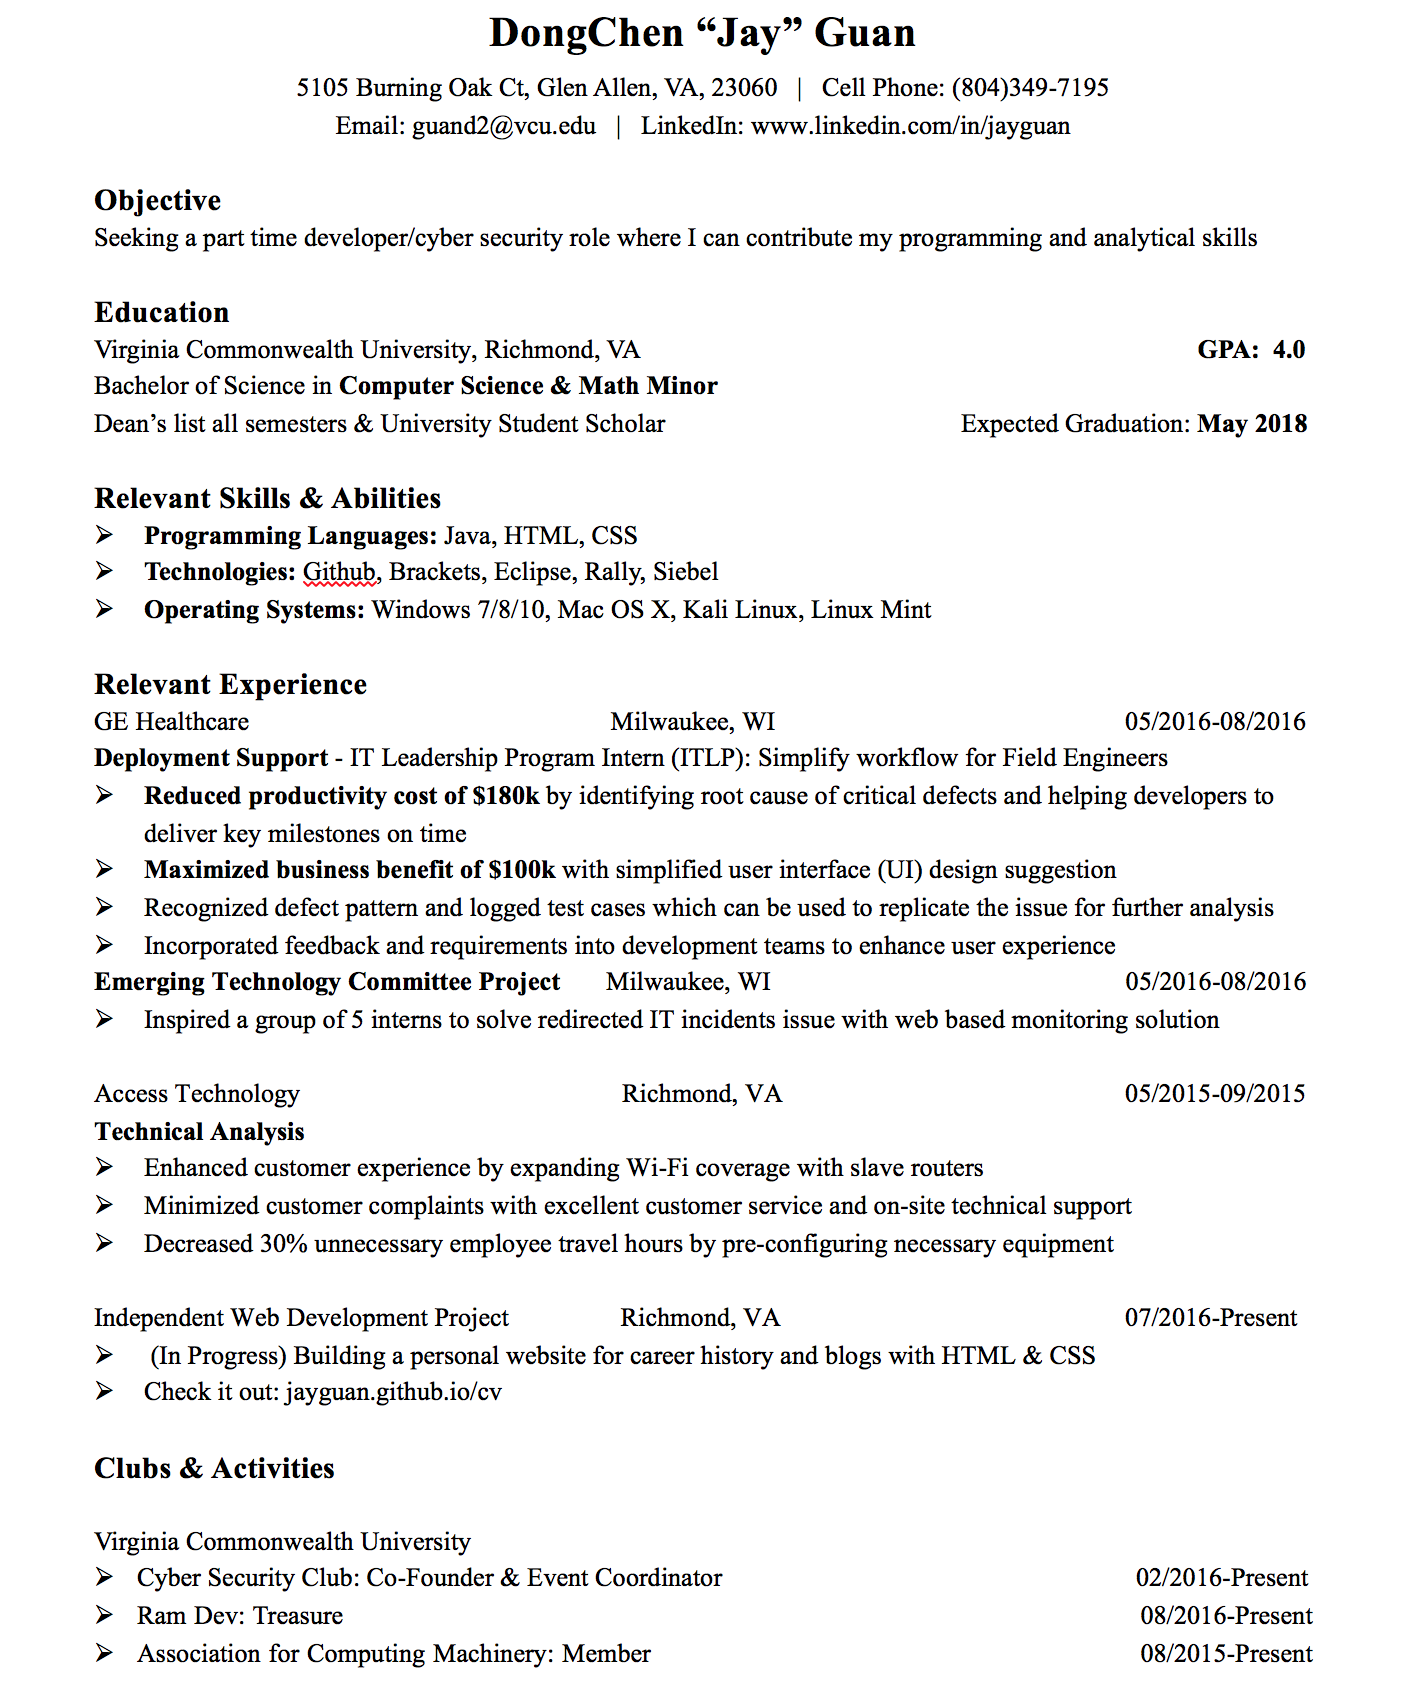 DongChen “Jay” Guan
5105 Burning Oak Ct, Glen Allen, VA, 23060 | Cell Phone: (804)349-7195
Email: guand2@vcu.edu | LinkedIn: www.linkedin.com/in/jayguan
Objective
Seeking a part time developer/cyber security role where I can contribute my programming and analytical skills
Education
Virginia Commonwealth University, Richmond, VA GPA: 4.0
Bachelor of Science in Computer Science & Math Minor
Dean’s list all semesters & University Student Scholar Expected Graduation: May 2018
Relevant Skills & Abilities
➢ Programming Languages: Java, HTML, CSS
➢ Technologies: Github, Brackets, Eclipse, Rally, Siebel
➢ Operating Systems: Windows 7/8/10, Mac OS X, Kali Linux, Linux Mint
Relevant Experience
GE Healthcare Milwaukee, WI 05/2016-08/2016
Deployment Support - IT Leadership Program Intern (ITLP): Simplify workflow for Field Engineers
➢ Reduced productivity cost of $180k by identifying root cause of critical defects and helping developers to
deliver key milestones on time
➢ Maximized business benefit of $100k with simplified user interface (UI) design suggestion
➢ Recognized defect pattern and logged test cases which can be used to replicate the issue for further analysis
➢ Incorporated feedback and requirements into development teams to enhance user experience
Emerging Technology Committee Project Milwaukee, WI 05/2016-08/2016
➢ Inspired a group of 5 interns to solve redirected IT incidents issue with web based monitoring solution
Access Technology Richmond, VA 05/2015-09/2015
Technical Analysis
➢ Enhanced customer experience by expanding Wi-Fi coverage with slave routers
➢ Minimized customer complaints with excellent customer service and on-site technical support
➢ Decreased 30% unnecessary employee travel hours by pre-configuring necessary equipment
Independent Web Development Project Richmond, VA 07/2016-Present
➢ (In Progress) Building a personal website for career history and blogs with HTML & CSS
➢ Check it out: jayguan.github.io/cv
Clubs & Activities
Virginia Commonwealth University
➢ Cyber Security Club: Co-Founder & Event Coordinator 02/2016-Present
➢ Ram Dev: Treasure 08/2016-Present
➢ Association for Computing Machinery: Member 08/2015-Present